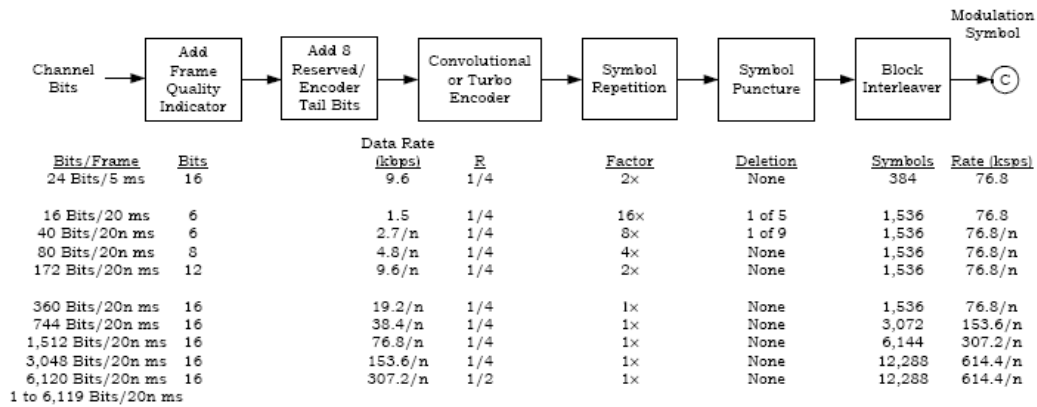 Modulation
Symbol
Channel
Bits
Add
Frame
Quality
Indicator
Add 8
Reserved/
Encoder
Tail Bits
Convolutional
or Turbo
Encoder
Symbol
Repetition
Symbol
Puncture
Block
Interleaver
C
Data Rate
Bits/Frame Bits (kbps) R Factor Deletion Symbols Rate (ksps)
24 Bits/5 ms 16 9.6 1/4 2× None 384 76.8
16 Bits/20 ms 6 1.5 1/4 16× 1 of 5 1,536 76.8
40 Bits/20n ms 6 2.7/n 1/4 8× 1 of 9 1,536 76.8/n
80 Bits/20n ms 8 4.8/n 1/4 4× None 1,536 76.8/n
172 Bits/20n ms 12 9.6/n 1/4 2× None 1,536 76.8/n
360 Bits/20n ms 16 19.2/n 1/4 1× None 1,536 76.8/n
744 Bits/20n ms 16 38.4/n 1/4 1× None 3,072 153.6/n
1,512 Bits/20n ms 16 76.8/n 1/4 1× None 6,144 307.2/n
3,048 Bits/20n ms 16 153.6/n 1/4 1× None 12,288 614.4/n
6,120 Bits/20n ms 16 307.2/n 1/2 1× None 12,288 614.4/n
1 to 6,119 Bits/20n ms